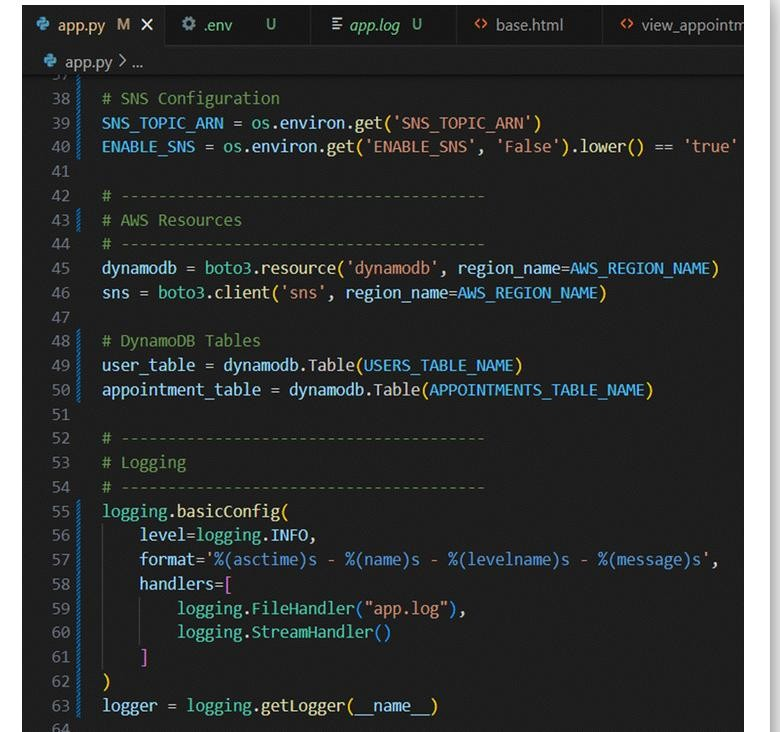 app.py M X .env U app.log U base.html view_appointm
app.py > ...
37
38 # SNS Configuration
39 SNS_TOPIC_ARN = os.environ.get('SNS_TOPIC_ARN')
40 ENABLE_SNS = os.environ.get('ENABLE_SNS', 'False').lower() == 'true'
41
42 # ---------------------------------------
43 # AWS Resources
44 # ---------------------------------------
45 dynamodb = boto3.resource('dynamodb', region_name=AWS_REGION_NAME)
46 sns = boto3.client('sns', region_name=AWS_REGION_NAME)
47
48 # DynamoDB Tables
49 user_table = dynamodb.Table(USERS_TABLE_NAME)
50 appointment_table = dynamodb.Table(APPOINTMENTS_TABLE_NAME)
51
52 # ---------------------------------------
53 # Logging
54 # ---------------------------------------
55 logging.basicConfig(
56     level=logging.INFO,
57     format='%(asctime)s - %(name)s - %(levelname)s - %(message)s',
58     handlers=[
59         logging.FileHandler("app.log"),
60         logging.StreamHandler()
61     ]
62 )
63 logger = logging.getLogger(__name__)
64